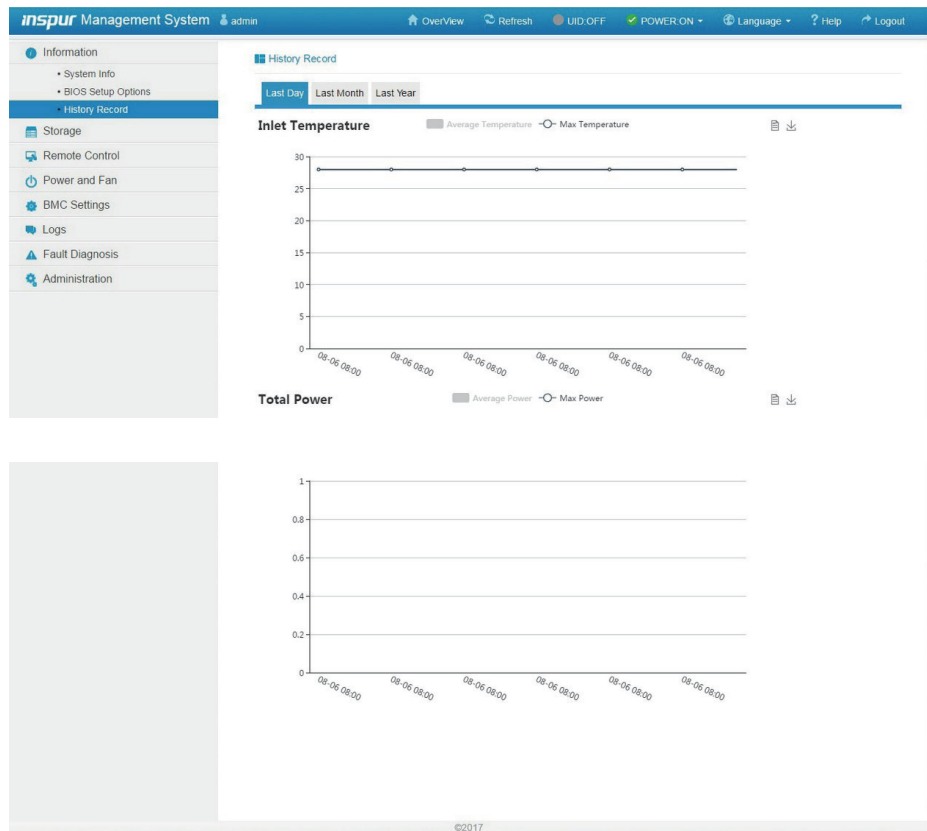 inspur Management System admin OverView Refresh UID:OFF POWER:ON Language ? Help Logout
Information
• System Info
• BIOS Setup Options
• History Record
Storage
Remote Control
Power and Fan
BMC Settings
Logs
Fault Diagnosis
Administration
History Record
Last Day Last Month Last Year
Inlet Temperature Average Temperature Max Temperature
30
25
20
15
10
5
0
08-06 08:00 08-06 08:00 08-06 08:00 08-06 08:00 08-06 08:00 08-06 08:00
Total Power Average Power Max Power
1
0.8
0.6
0.4
0.2
0
08-06 08:00 08-06 08:00 08-06 08:00 08-06 08:00 08-06 08:00 08-06 08:00
©2017